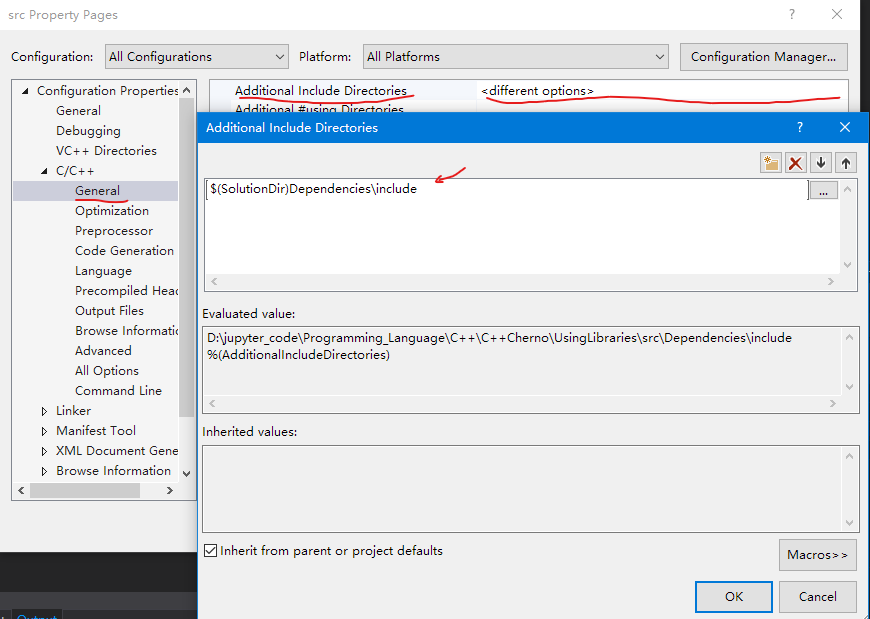 src Property Pages
?
Configuration:
All Configurations
Platform:
All Platforms
Configuration Manager...
Configuration Properties
General
Debugging
VC++ Directories
C/C++
General
Optimization
Preprocessor
Code Generation
Language
Precompiled Head
Output Files
Browse Informatic
Advanced
All Options
Command Line
Linker
Manifest Tool
XML Document Gene
Browse Information
Additional Include Directories
<different options>
Additional #using Directories
Additional Include Directories
?
$(SolutionDir)Dependencies\include
...
Evaluated value:
D:\jupyter_code\Programming_Language\C++\C++Cherno\UsingLibraries\src\Dependencies\include
%(AdditionalIncludeDirectories)
Inherited values:
Inherit from parent or project defaults
Macros>>
OK
Cancel
Output